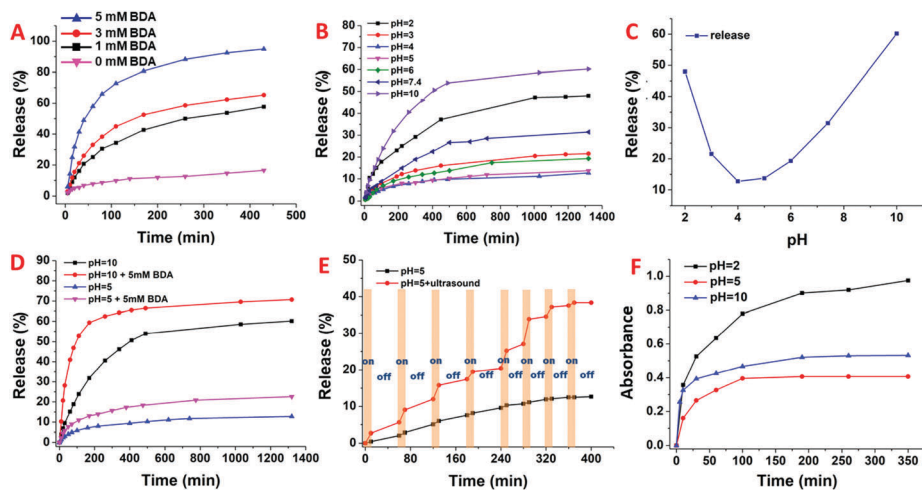 A
5 mM BDA
3 mM BDA
1 mM BDA
0 mM BDA
Release (%)
100
80
60
40
20
0
0 100 200 300 400 500
Time (min)
B
pH=2
pH=3
pH=4
pH=5
pH=6
pH=7.4
pH=10
Release (%)
80
70
60
50
40
30
20
10
0
0 200 400 600 800 1000 1200 1400
Time (min)
C
release
Release (%)
60
50
40
30
20
10
2 4 6 8 10
pH
D
pH=10
pH=10 + 5mM BDA
pH=5
pH=5 + 5mM BDA
Release (%)
90
80
70
60
50
40
30
20
10
0
0 200 400 600 800 1000 1200 1400
Time (min)
E
pH=5
pH=5+ultrasound
Release (%)
50
40
30
20
10
0
on on on on on on on on
off off off off off off off off
0 80 160 240 320 400
Time (min)
F
pH=2
pH=5
pH=10
Absorbance
1.0
0.8
0.6
0.4
0.2
0.0
0 50 100 150 200 250 300 350
Time (min)